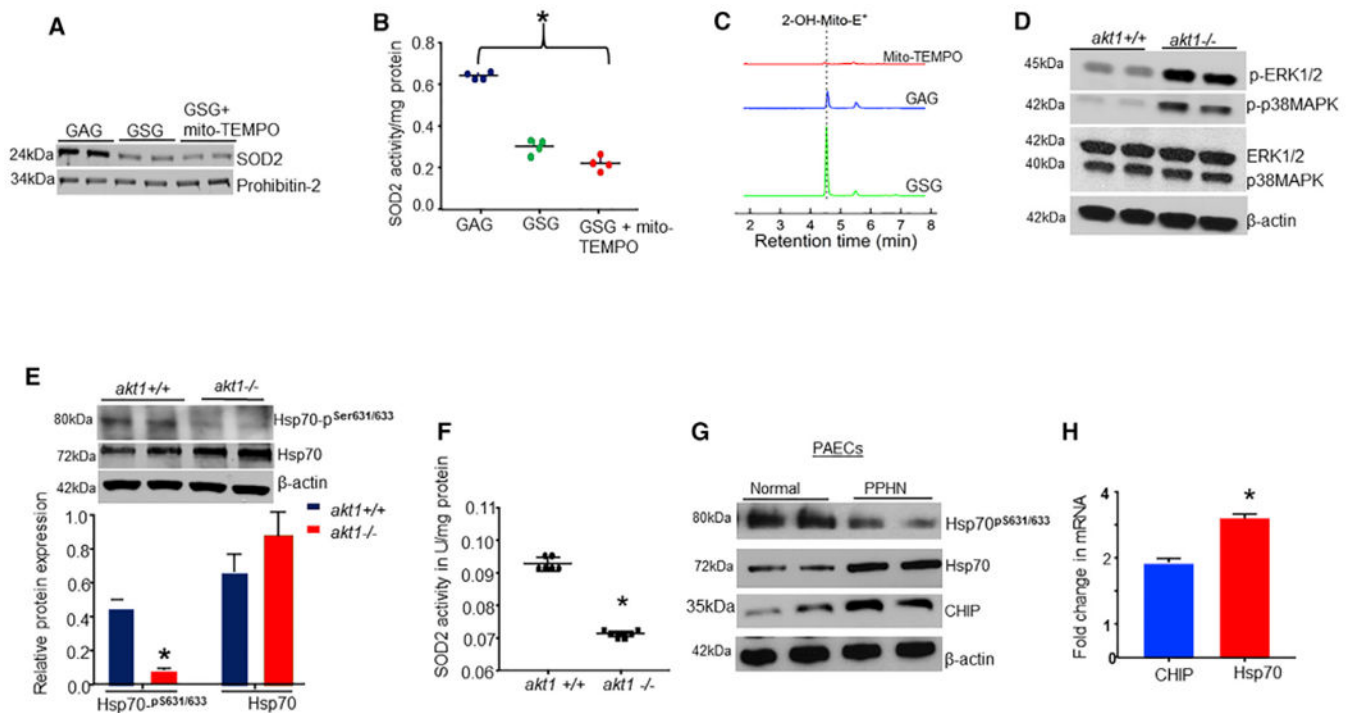 A
GAG GSG GSG+
mito-TEMPO
24kDa SOD2
34kDa Prohibitin-2
B
*
SOD2 activity/mg protein
0.8
0.6
0.4
0.2
0.0
GAG GSG GSG + mito-
TEMPO
C
2-OH-Mito-E+
Mito-TEMPO
GAG
GSG
2 3 4 5 6 7 8
Retention time (min)
D
akt1+/+ akt1-/-
45kDa p-ERK1/2
42kDa p-p38MAPK
42kDa ERK1/2
40kDa p38MAPK
42kDa β-actin
E
akt1+/+ akt1-/-
80kDa Hsp70-pSer631/633
72kDa Hsp70
42kDa β-actin
Relative protein expression
1.0
0.8
0.6
0.4
0.2
0.0
akt1+/+
akt1-/-
*
Hsp70-pS631/633 Hsp70
F
SOD2 activity in U/mg protein
0.11
0.10
0.09
0.08
0.07
0.06
*
akt1 +/+ akt1 -/-
G
PAECs
Normal PPHN
80kDa Hsp70pS631/633
72kDa Hsp70
35kDa CHIP
42kDa β-actin
H
Fold change in mRNA
4
3
2
1
0
*
CHIP Hsp70